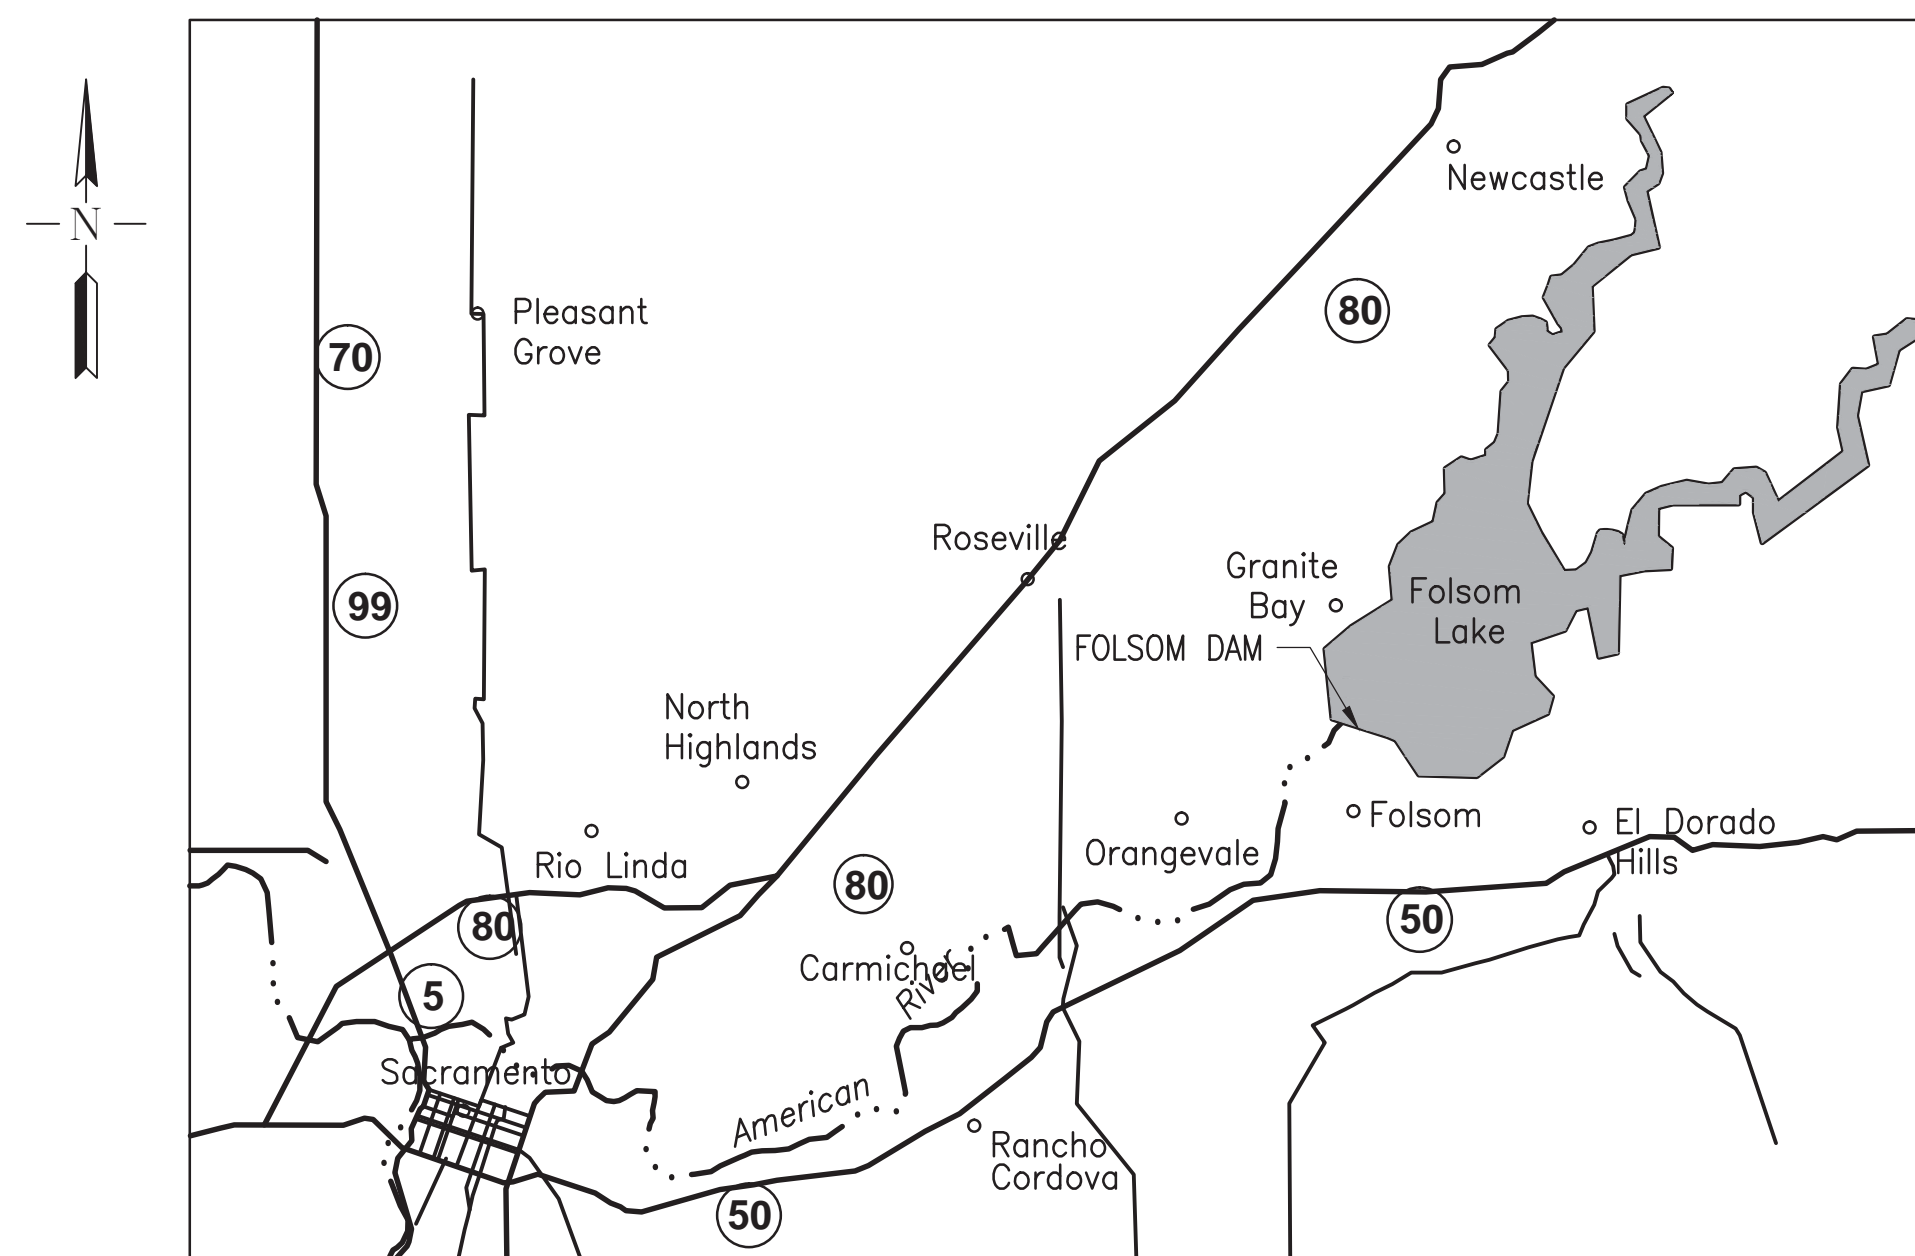 N
Newcastle
80
Pleasant
Grove
70
Roseville
Granite
Bay
99
Folsom
Lake
FOLSOM DAM
North
Highlands
Folsom
El Dorado
Hills
Orangevale
Rio Linda
80
80
50
Carmichael
River
5
Sacramento
American
Rancho
Cordova
50